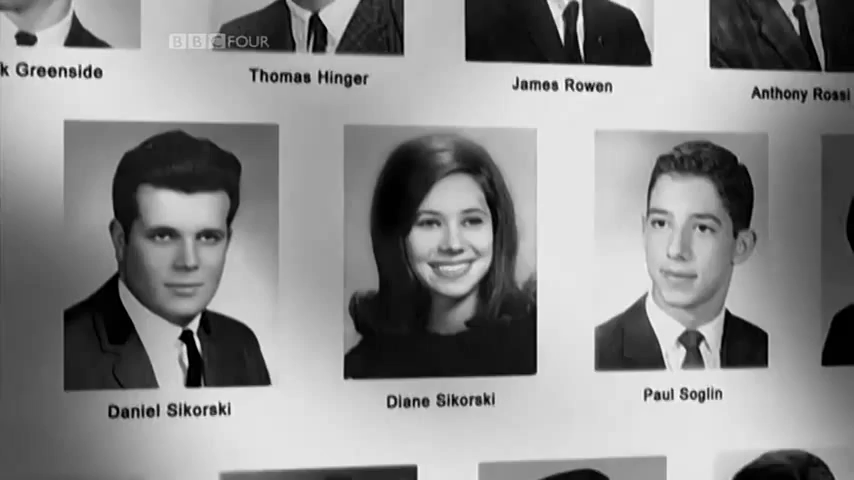 BBC FOUR
k Greenside
Thomas Hinger
James Rowen
Anthony Rossi
Daniel Sikorski
Diane Sikorski
Paul Soglin